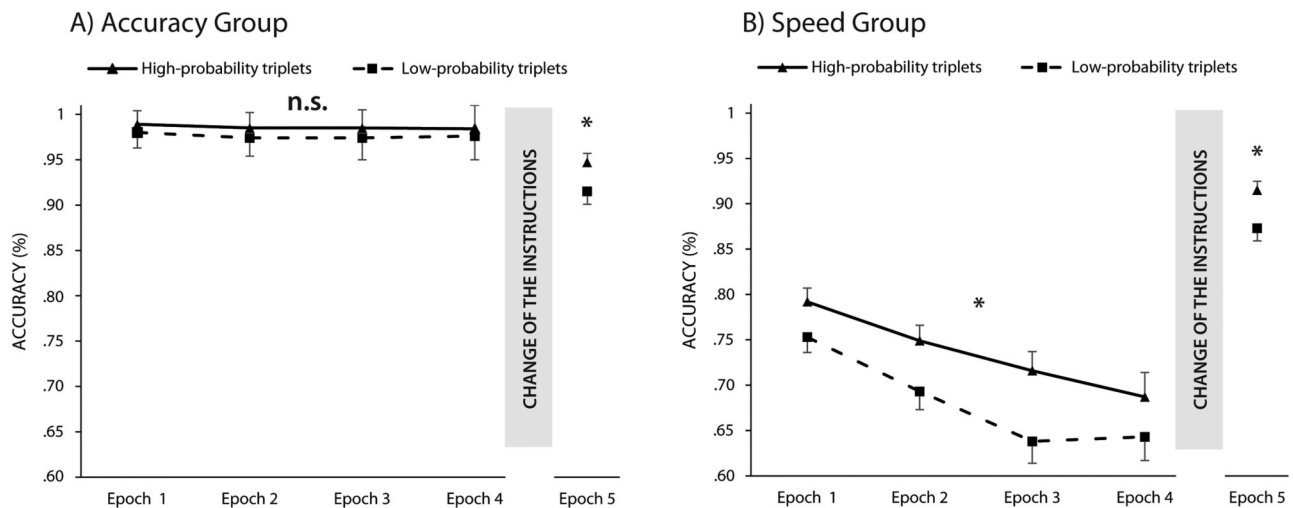 A) Accuracy Group
High-probability triplets
Low-probability triplets
n.s.
1
.95
.90
.85
.80
.75
.70
.65
.60
ACCURACY (%)
*
CHANGE OF THE INSTRUCTIONS
Epoch 1
Epoch 2
Epoch 3
Epoch 4
Epoch 5
B) Speed Group
High-probability triplets
Low-probability triplets
1
.95
.90
.85
.80
.75
.70
.65
.60
ACCURACY (%)
*
*
CHANGE OF THE INSTRUCTIONS
Epoch 1
Epoch 2
Epoch 3
Epoch 4
Epoch 5